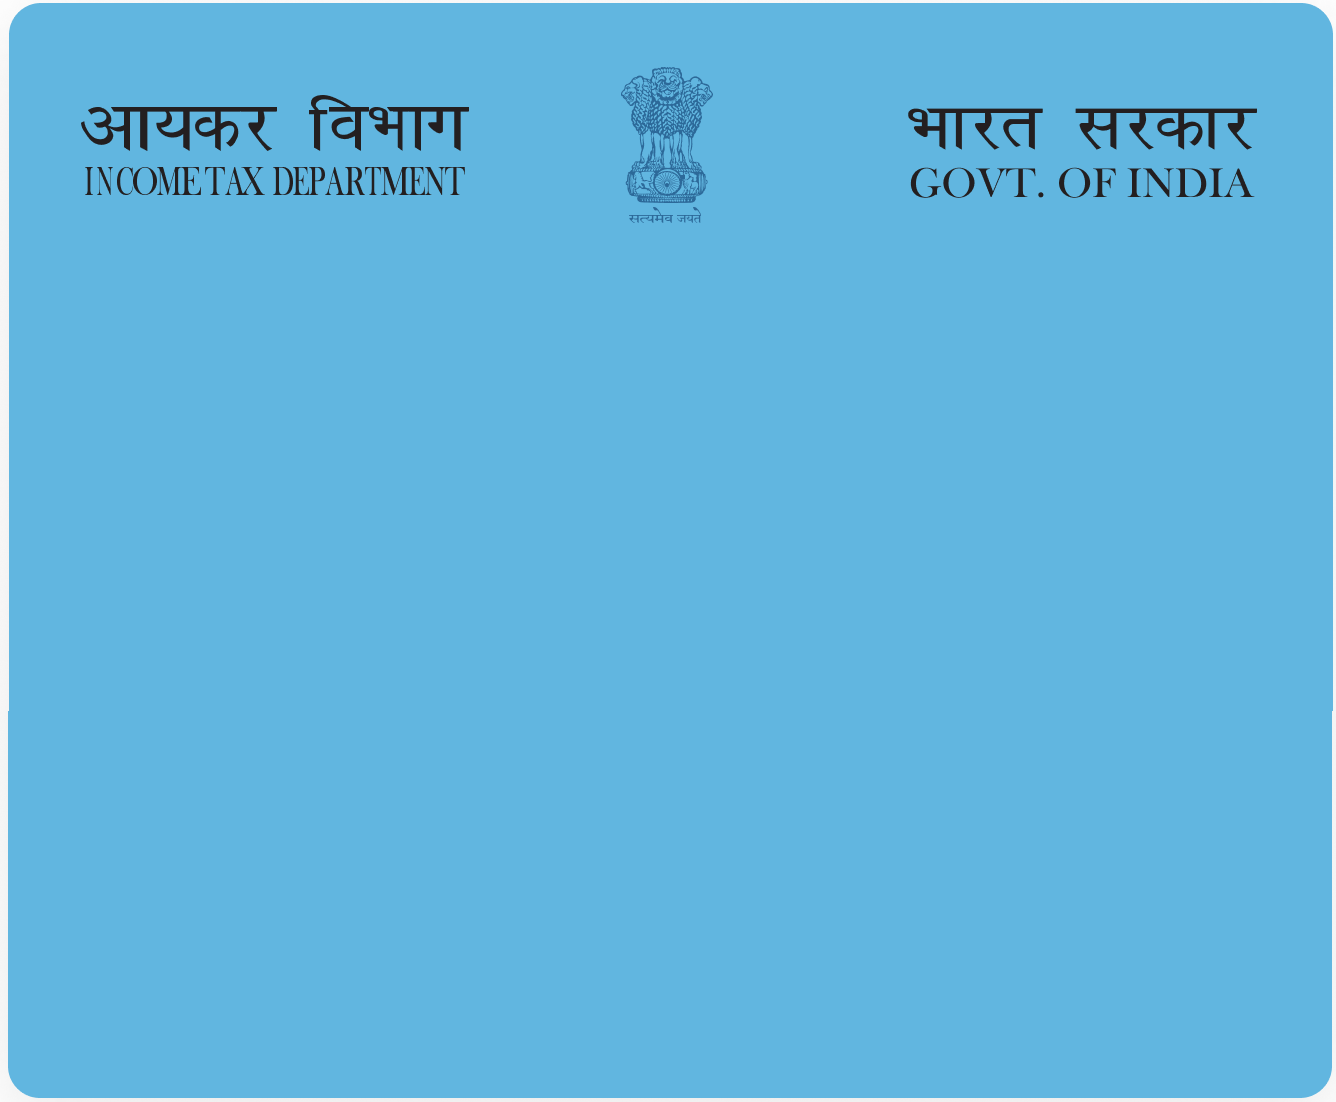 आयकर विभाग
INCOME TAX DEPARTMENT
सत्यमेव जयते
भारत सरकार
GOVT. OF INDIA